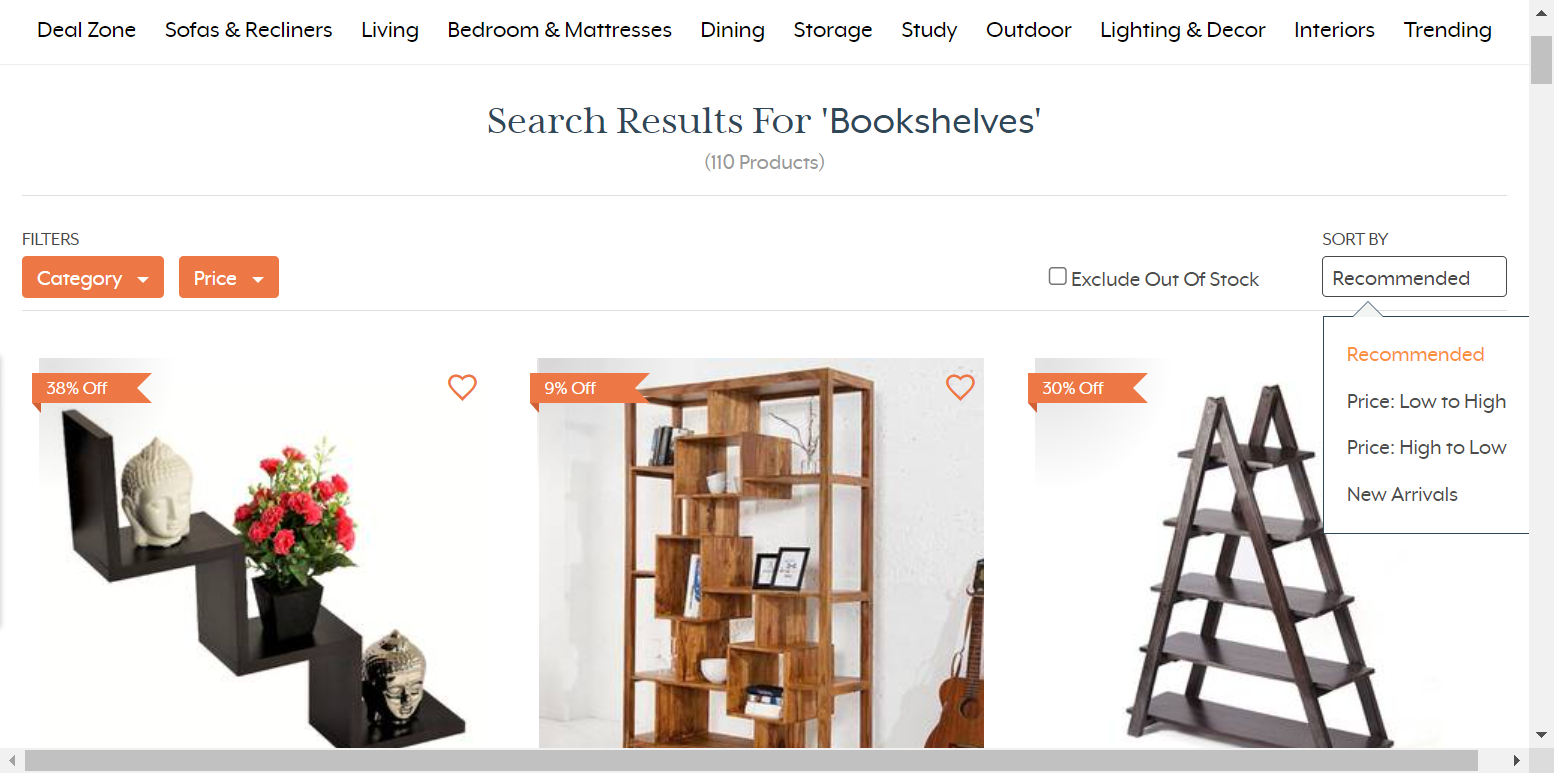 Deal Zone Sofas & Recliners Living Bedroom & Mattresses Dining Storage Study Outdoor Lighting & Decor Interiors Trending
Search Results For 'Bookshelves'
(110 Products)
FILTERS
SORT BY
Category
Price
Exclude Out Of Stock
Recommended
Recommended
Price: Low to High
Price: High to Low
New Arrivals
38% Off
9% Off
30% Off